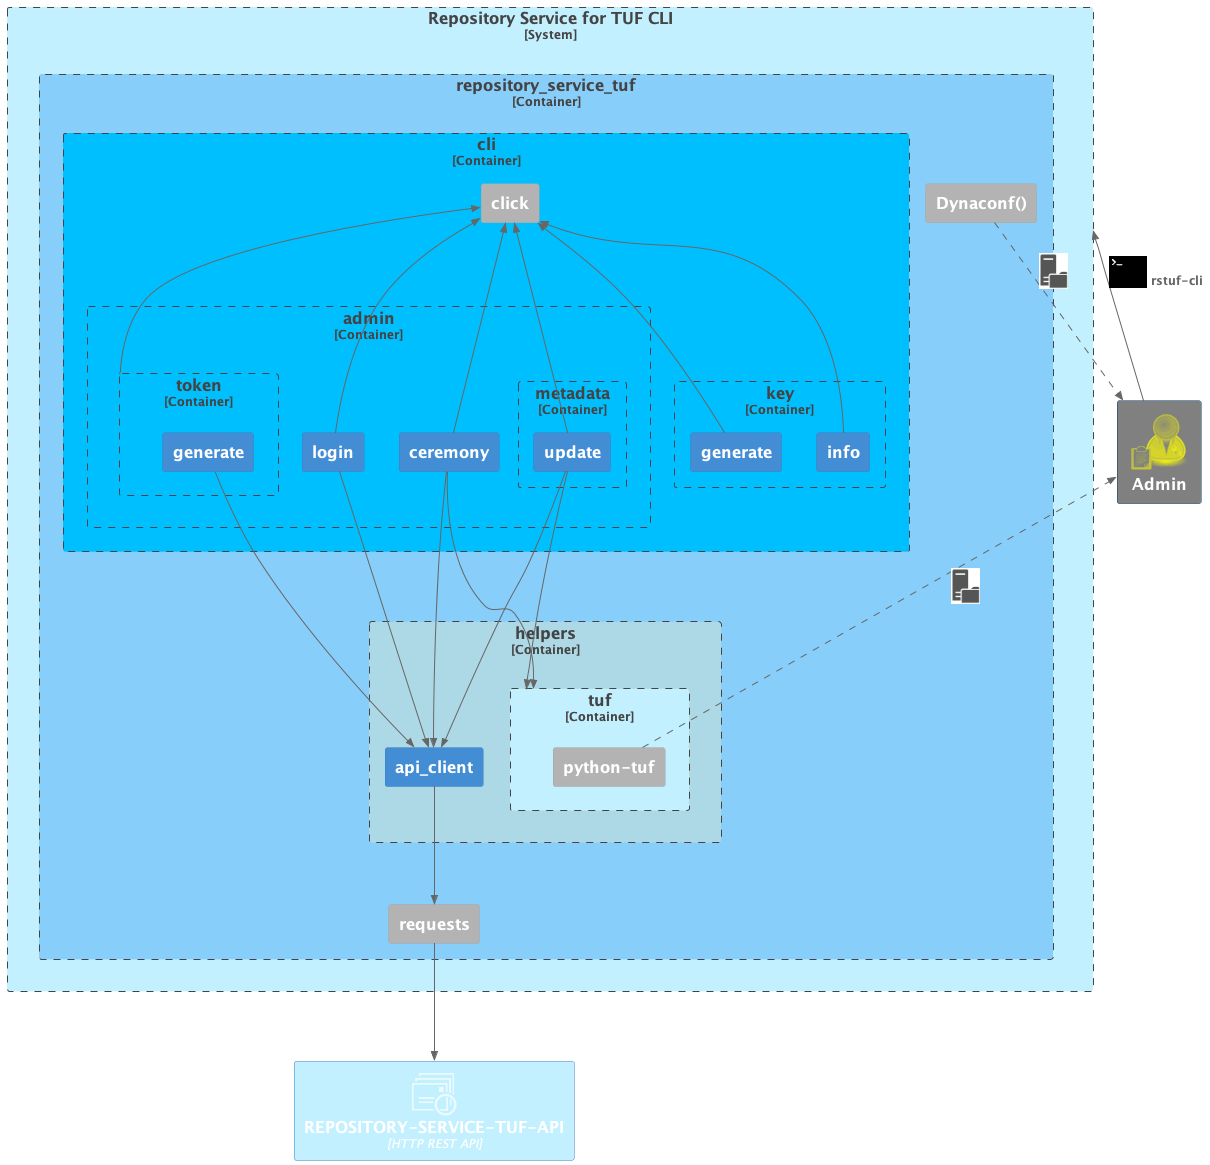 Repository Service for TUF CLI
[System]
repository_service_tuf
[Container]
cli
[Container]
click
Dynaconf()
>_
rstuf-cli
admin
[Container]
token
[Container]
metadata
[Container]
key
[Container]
generate
login
ceremony
update
generate
info
Admin
helpers
[Container]
tuf
[Container]
api_client
python-tuf
requests
REPOSITORY-SERVICE-TUF-API
[HTTP REST API]